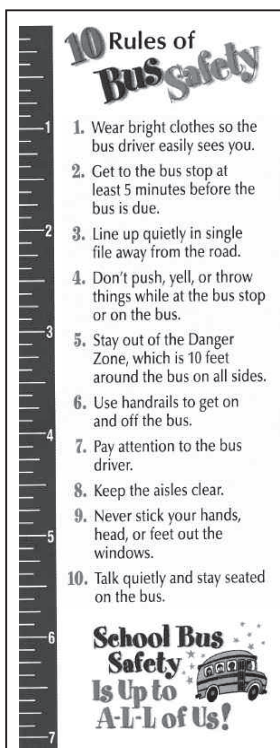 10 Rules of
Bus Safety
1. Wear bright clothes so the
bus driver easily sees you.
2. Get to the bus stop at
least 5 minutes before the
bus is due.
3. Line up quietly in single
file away from the road.
4. Don't push, yell, or throw
things while at the bus stop
or on the bus.
5. Stay out of the Danger
Zone, which is 10 feet
around the bus on all sides.
6. Use handrails to get on
and off the bus.
7. Pay attention to the bus
driver.
8. Keep the aisles clear.
9. Never stick your hands,
head, or feet out the
windows.
10. Talk quietly and stay seated
on the bus.
School Bus
Safety
Is Up to
A-L-L of Us!
1
2
3
4
5
6
7